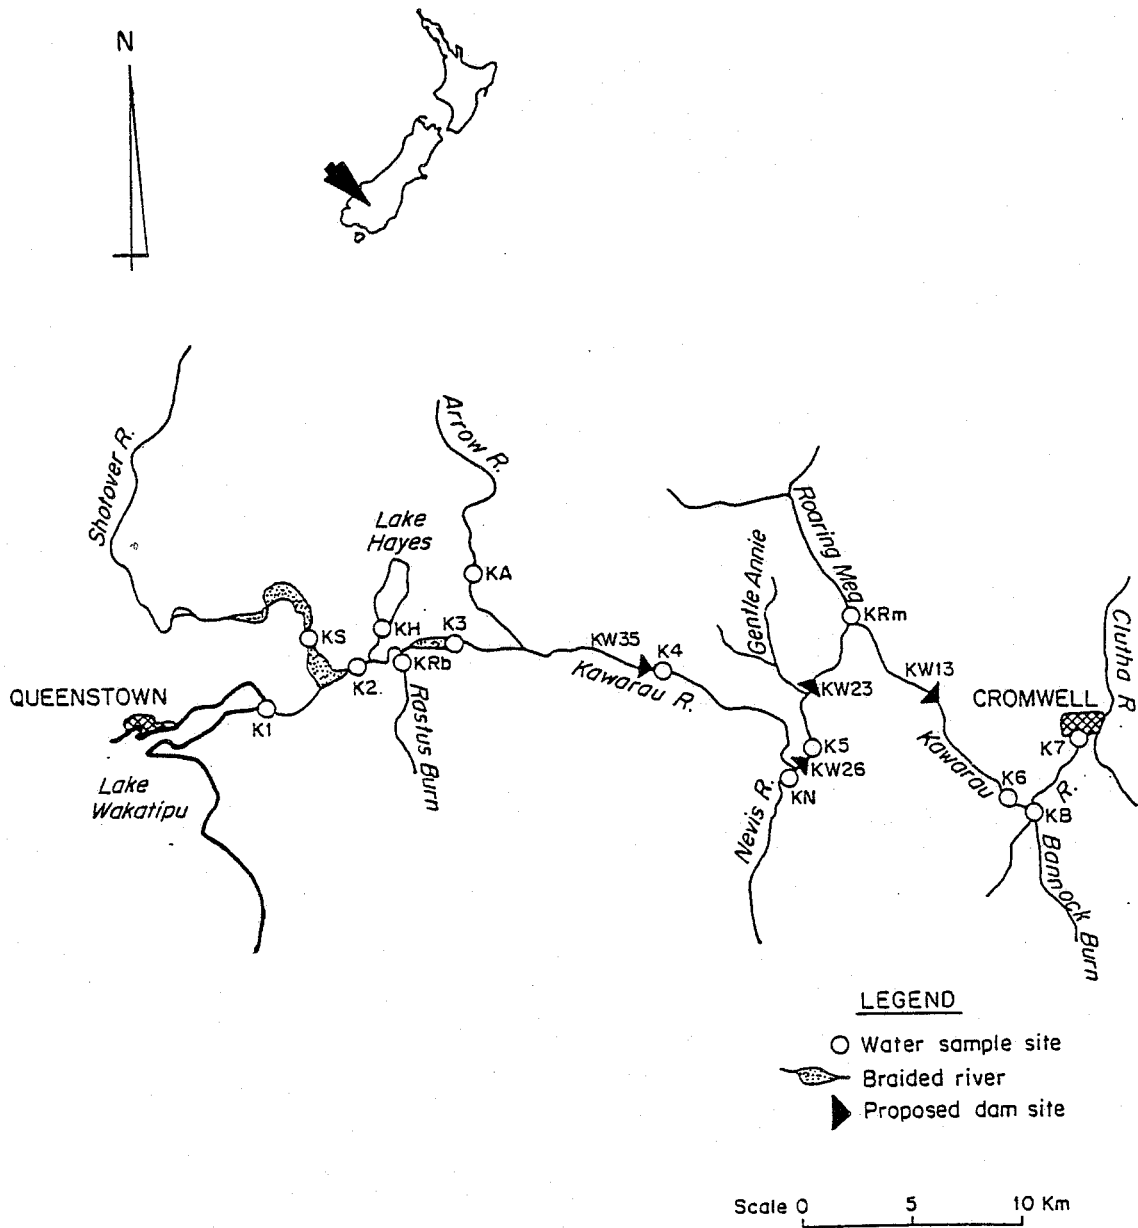 N
Shotover R.
Arrow R.
Lake
Hayes
Roaring Meg
Gentle Annie
KA
KS
KH
K3
KRm
KW35
K4
Clutha R
K2
KRb
Kawarau R.
KW23
KW13
QUEENSTOWN
CROMWELL
K1
Rastus Burn
K5
K7
Lake
Wakatipu
KW26
KN
Nevis R.
Kawarau R.
K6
KB
Bannock Burn
LEGEND
Water sample site
Braided river
Proposed dam site
Scale 0 5 10 Km